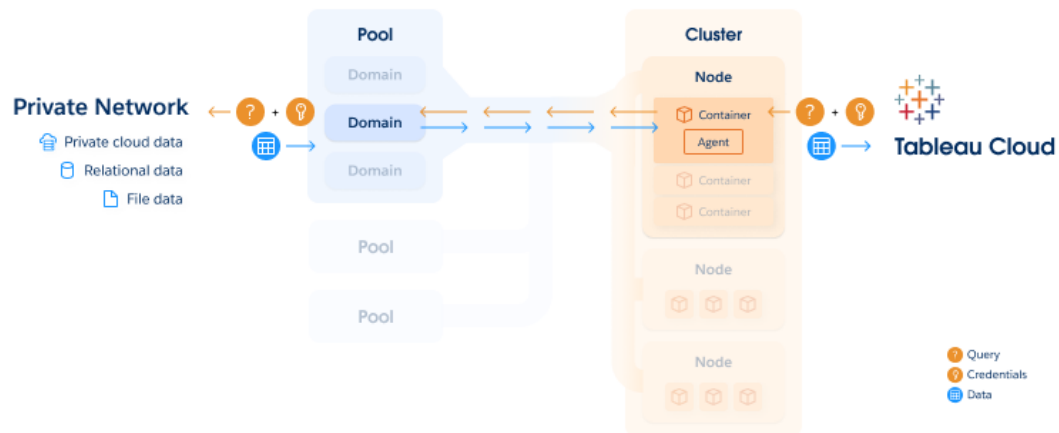 Pool
Domain
Domain
Domain
Pool
Pool
Private Network
Private cloud data
Relational data
File data
? +
Cluster
Node
Container
Agent
Container
Container
Node
Node
? +
Tableau Cloud
? Query
Credentials
Data